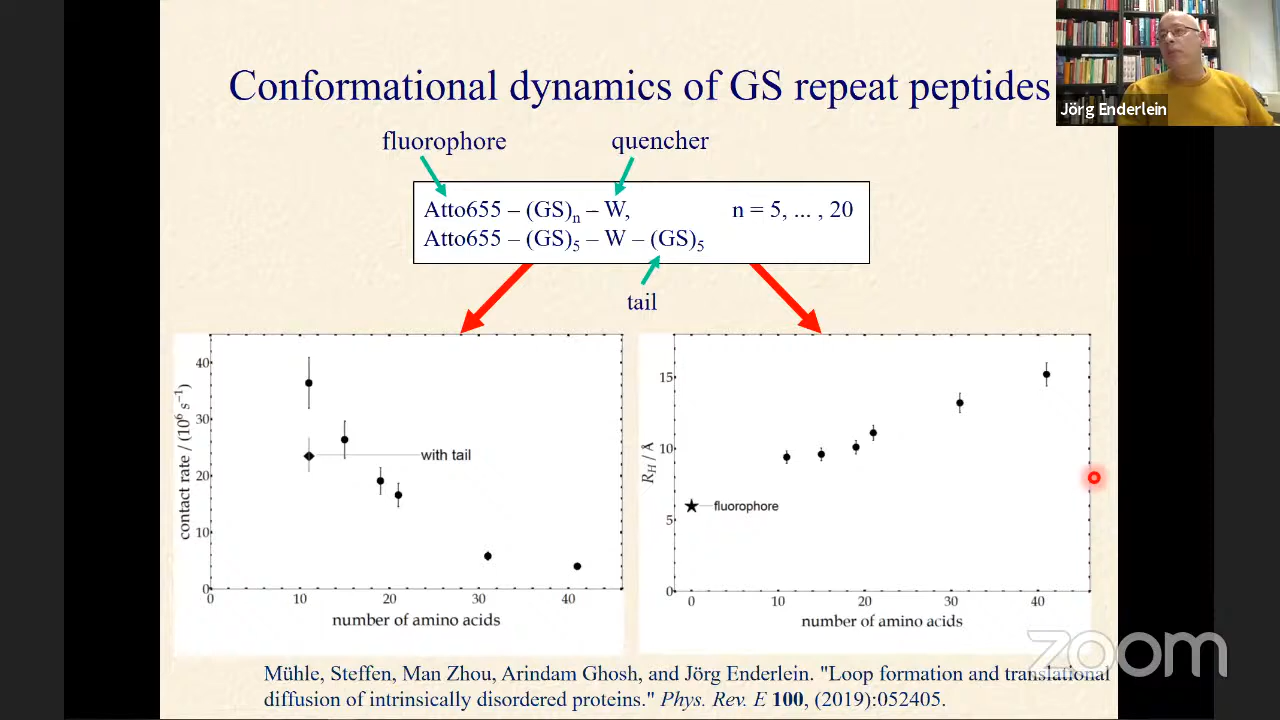 Conformational dynamics of GS repeat peptides
Jörg Enderlein
fluorophore
quencher
Atto655 – (GS)n – W, n = 5, ... , 20
Atto655 – (GS)5 – W – (GS)5
tail
40
30
20
10
0
contact rate / (10⁶ s⁻¹)
with tail
0 10 20 30 40
number of amino acids
15
10
5
0
R_H / Å
fluorophore
0 10 20 30 40
number of amino acids
zoom
Mühle, Steffen, Man Zhou, Arindam Ghosh, and Jörg Enderlein. "Loop formation and translational
diffusion of intrinsically disordered proteins." Phys. Rev. E 100, (2019):052405.